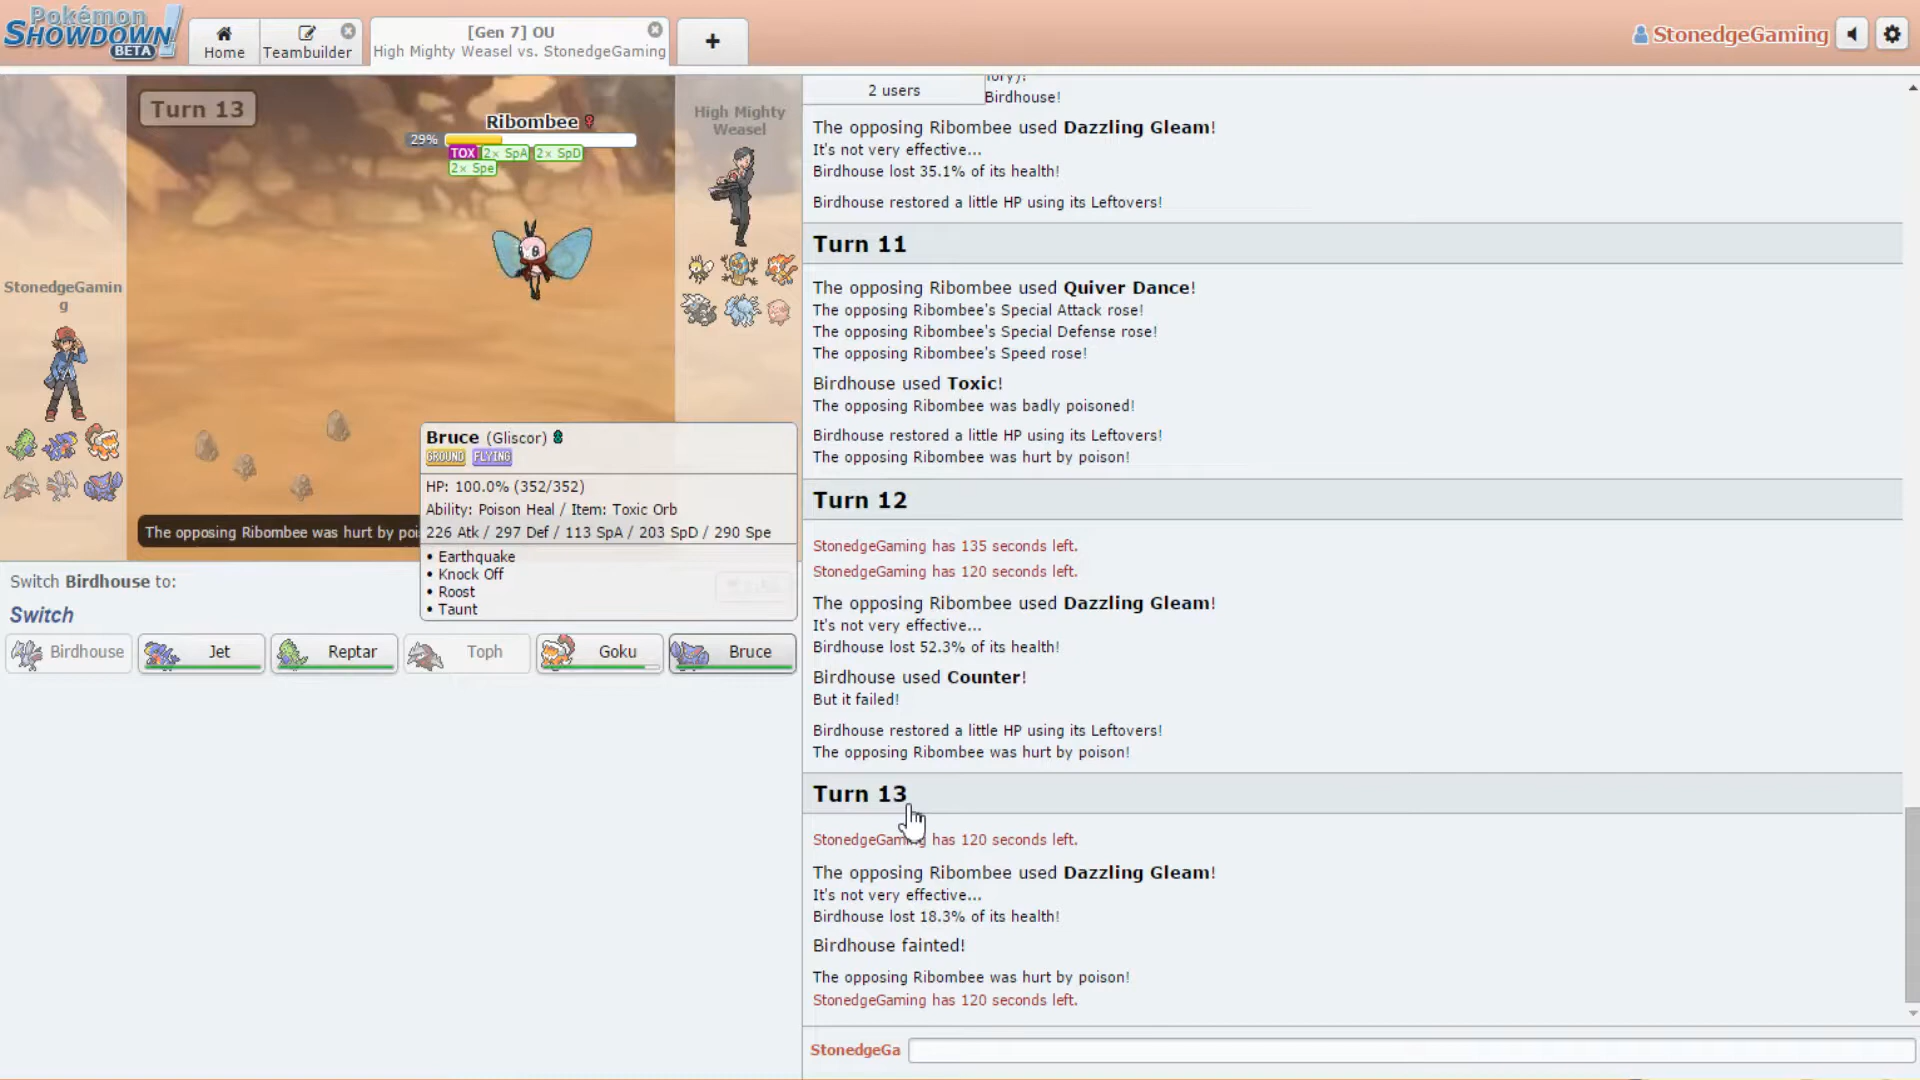 Pokémon
SHOWDOWN!
BETA
Home
Teambuilder
[Gen 7] OU
High Mighty Weasel vs. StonedgeGaming
+
StonedgeGaming
Turn 13
Ribombee
29%
TOX 2× SpA 2× SpD
2× Spe
High Mighty
Weasel
StonedgeGamin
g
The opposing Ribombee was hurt by poi
Bruce (Gliscor)
GROUND FLYING
HP: 100.0% (352/352)
Ability: Poison Heal / Item: Toxic Orb
226 Atk / 297 Def / 113 SpA / 203 SpD / 290 Spe
• Earthquake
• Knock Off
• Roost
• Taunt
Switch Birdhouse to:
Switch
Birdhouse
Jet
Reptar
Toph
Goku
Bruce
2 users
Birdhouse!
The opposing Ribombee used Dazzling Gleam!
It's not very effective...
Birdhouse lost 35.1% of its health!
Birdhouse restored a little HP using its Leftovers!
Turn 11
The opposing Ribombee used Quiver Dance!
The opposing Ribombee's Special Attack rose!
The opposing Ribombee's Special Defense rose!
The opposing Ribombee's Speed rose!
Birdhouse used Toxic!
The opposing Ribombee was badly poisoned!
Birdhouse restored a little HP using its Leftovers!
The opposing Ribombee was hurt by poison!
Turn 12
StonedgeGaming has 135 seconds left.
StonedgeGaming has 120 seconds left.
The opposing Ribombee used Dazzling Gleam!
It's not very effective...
Birdhouse lost 52.3% of its health!
Birdhouse used Counter!
But it failed!
Birdhouse restored a little HP using its Leftovers!
The opposing Ribombee was hurt by poison!
Turn 13
StonedgeGaming has 120 seconds left.
The opposing Ribombee used Dazzling Gleam!
It's not very effective...
Birdhouse lost 18.3% of its health!
Birdhouse fainted!
The opposing Ribombee was hurt by poison!
StonedgeGaming has 120 seconds left.
StonedgeGa